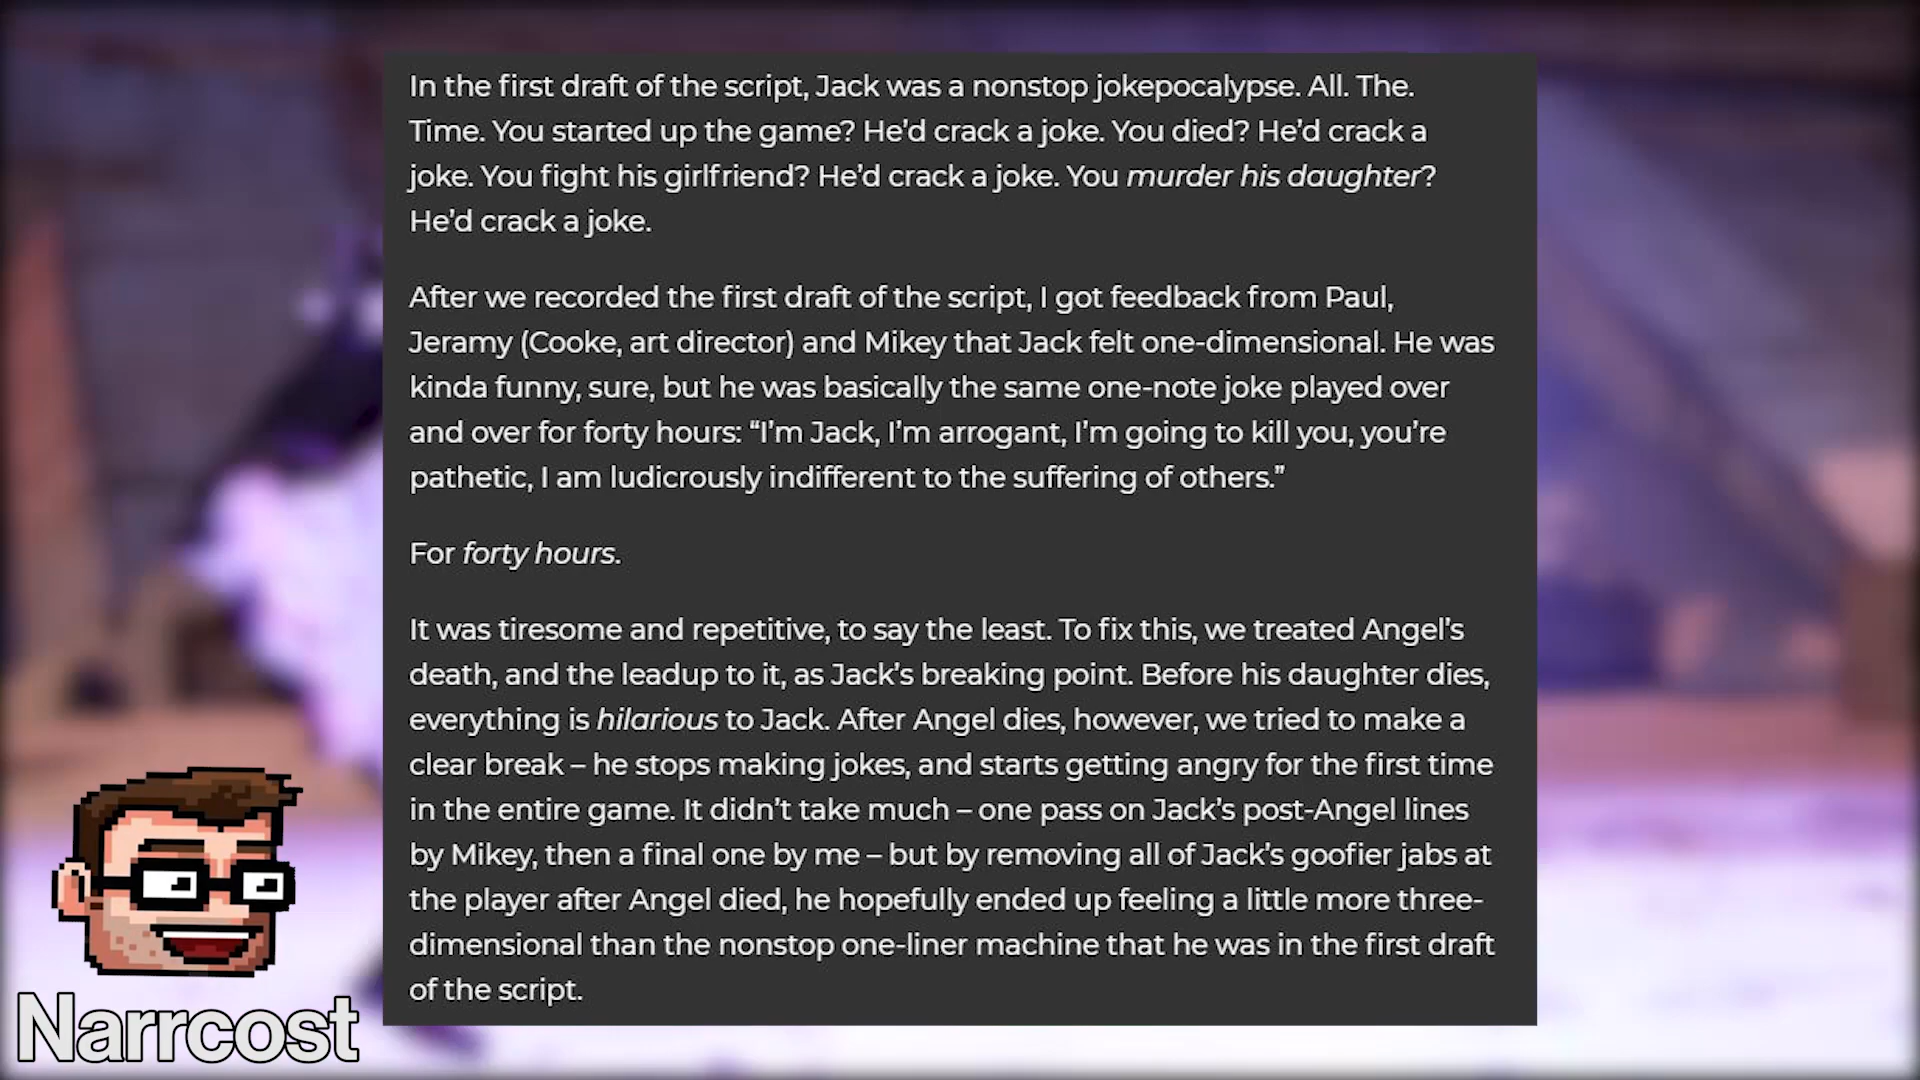 In the first draft of the script, Jack was a nonstop jokepocalypse. All. The.
Time. You started up the game? He’d crack a joke. You died? He’d crack a
joke. You fight his girlfriend? He’d crack a joke. You murder his daughter?
He’d crack a joke.
After we recorded the first draft of the script, I got feedback from Paul,
Jeramy (Cooke, art director) and Mikey that Jack felt one-dimensional. He was
kinda funny, sure, but he was basically the same one-note joke played over
and over for forty hours: “I’m Jack, I’m arrogant, I’m going to kill you, you’re
pathetic, I am ludicrously indifferent to the suffering of others.”
For forty hours.
It was tiresome and repetitive, to say the least. To fix this, we treated Angel’s
death, and the leadup to it, as Jack’s breaking point. Before his daughter dies,
everything is hilarious to Jack. After Angel dies, however, we tried to make a
clear break – he stops making jokes, and starts getting angry for the first time
in the entire game. It didn’t take much – one pass on Jack’s post-Angel lines
by Mikey, then a final one by me – but by removing all of Jack’s goofier jabs at
the player after Angel died, he hopefully ended up feeling a little more three-
dimensional than the nonstop one-liner machine that he was in the first draft
of the script.
Narrcost